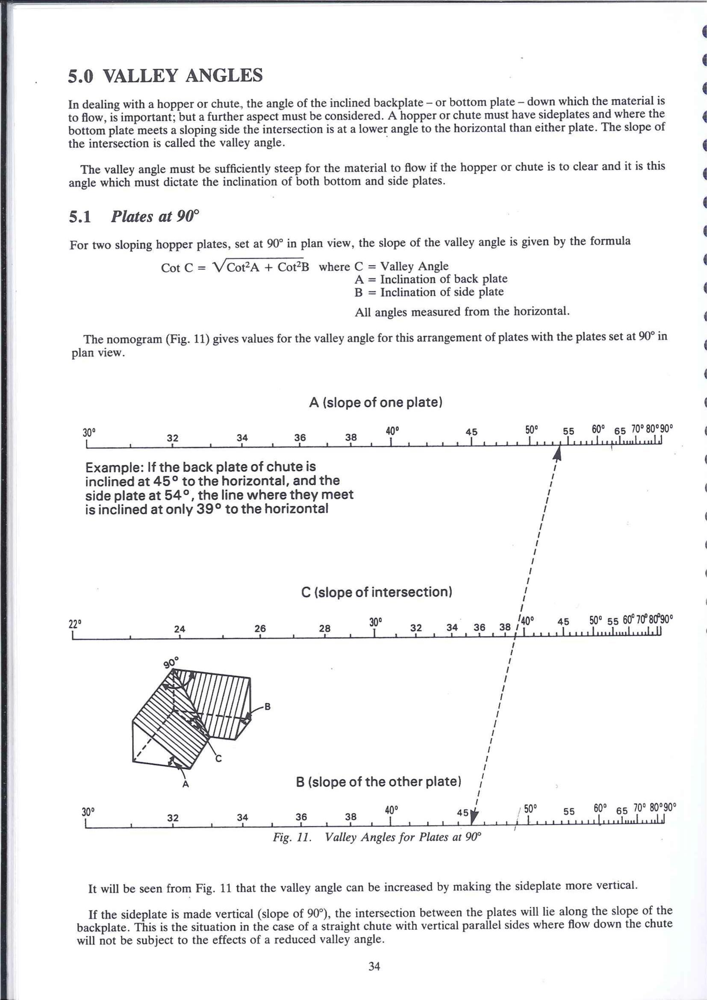 5.0 VALLEY ANGLES
In dealing with a hopper or chute, the angle of the inclined backplate – or bottom plate – down which the material is
to flow, is important; but a further aspect must be considered. A hopper or chute must have sideplates and where the
bottom plate meets a sloping side the intersection is at a lower angle to the horizontal than either plate. The slope of
the intersection is called the valley angle.
The valley angle must be sufficiently steep for the material to flow if the hopper or chute is to clear and it is this
angle which must dictate the inclination of both bottom and side plates.
5.1 Plates at 90°
For two sloping hopper plates, set at 90° in plan view, the slope of the valley angle is given by the formula
Cot C = √Cot²A + Cot²B where C = Valley Angle
A = Inclination of back plate
B = Inclination of side plate
All angles measured from the horizontal.
The nomogram (Fig. 11) gives values for the valley angle for this arrangement of plates with the plates set at 90° in
plan view.
A (slope of one plate)
30° 32 34 36 38 40° 45 50° 55 60° 65 70° 80° 90°
Example: If the back plate of chute is
inclined at 45° to the horizontal, and the
side plate at 54°, the line where they meet
is inclined at only 39° to the horizontal
C (slope of intersection)
22° 24 26 28 30° 32 34 36 38 40° 45 50° 55 60° 70° 80° 90°
90°
B
C
A
B (slope of the other plate)
30° 32 34 36 38 40° 45 50° 55 60° 65 70° 80° 90°
Fig. 11. Valley Angles for Plates at 90°
It will be seen from Fig. 11 that the valley angle can be increased by making the sideplate more vertical.
If the sideplate is made vertical (slope of 90°), the intersection between the plates will lie along the slope of the
backplate. This is the situation in the case of a straight chute with vertical parallel sides where flow down the chute
will not be subject to the effects of a reduced valley angle.
34